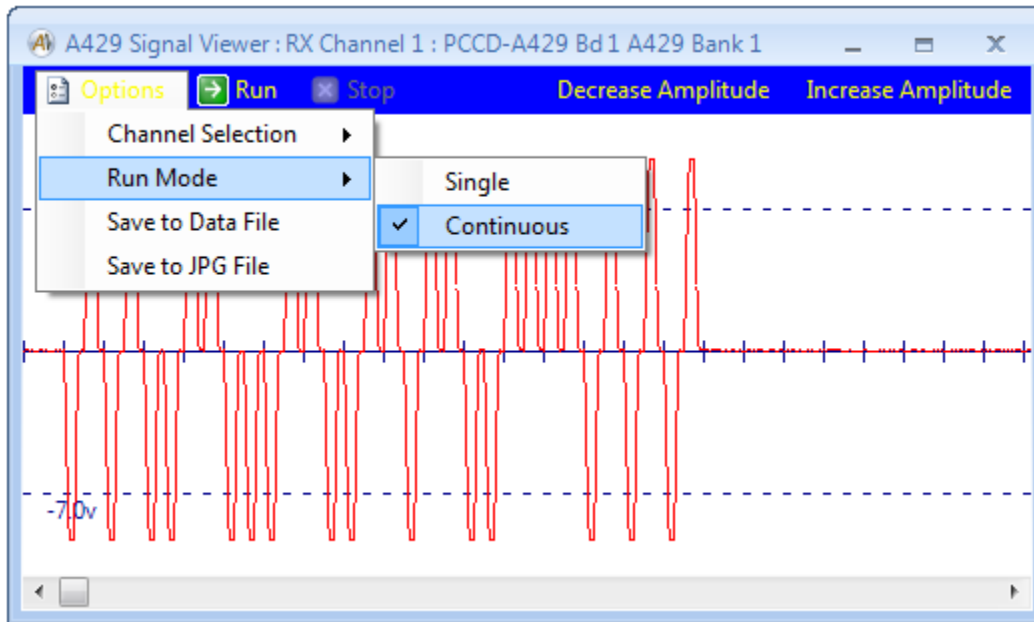 A429 Signal Viewer : RX Channel 1 : PCCD-A429 Bd 1 A429 Bank 1
Options Run Stop Decrease Amplitude Increase Amplitude
Channel Selection
Run Mode
Single
Save to Data File
Continuous
Save to JPG File
-7.0v